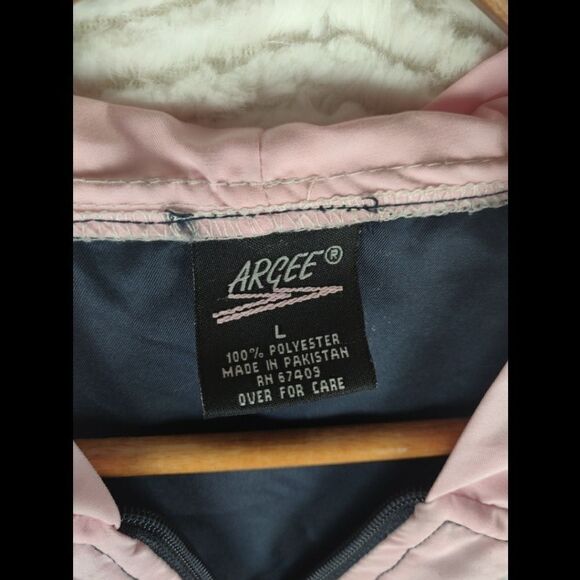 ARGEE®
L
100% POLYESTER
MADE IN PAKISTAN
RN 67409
OVER FOR CARE